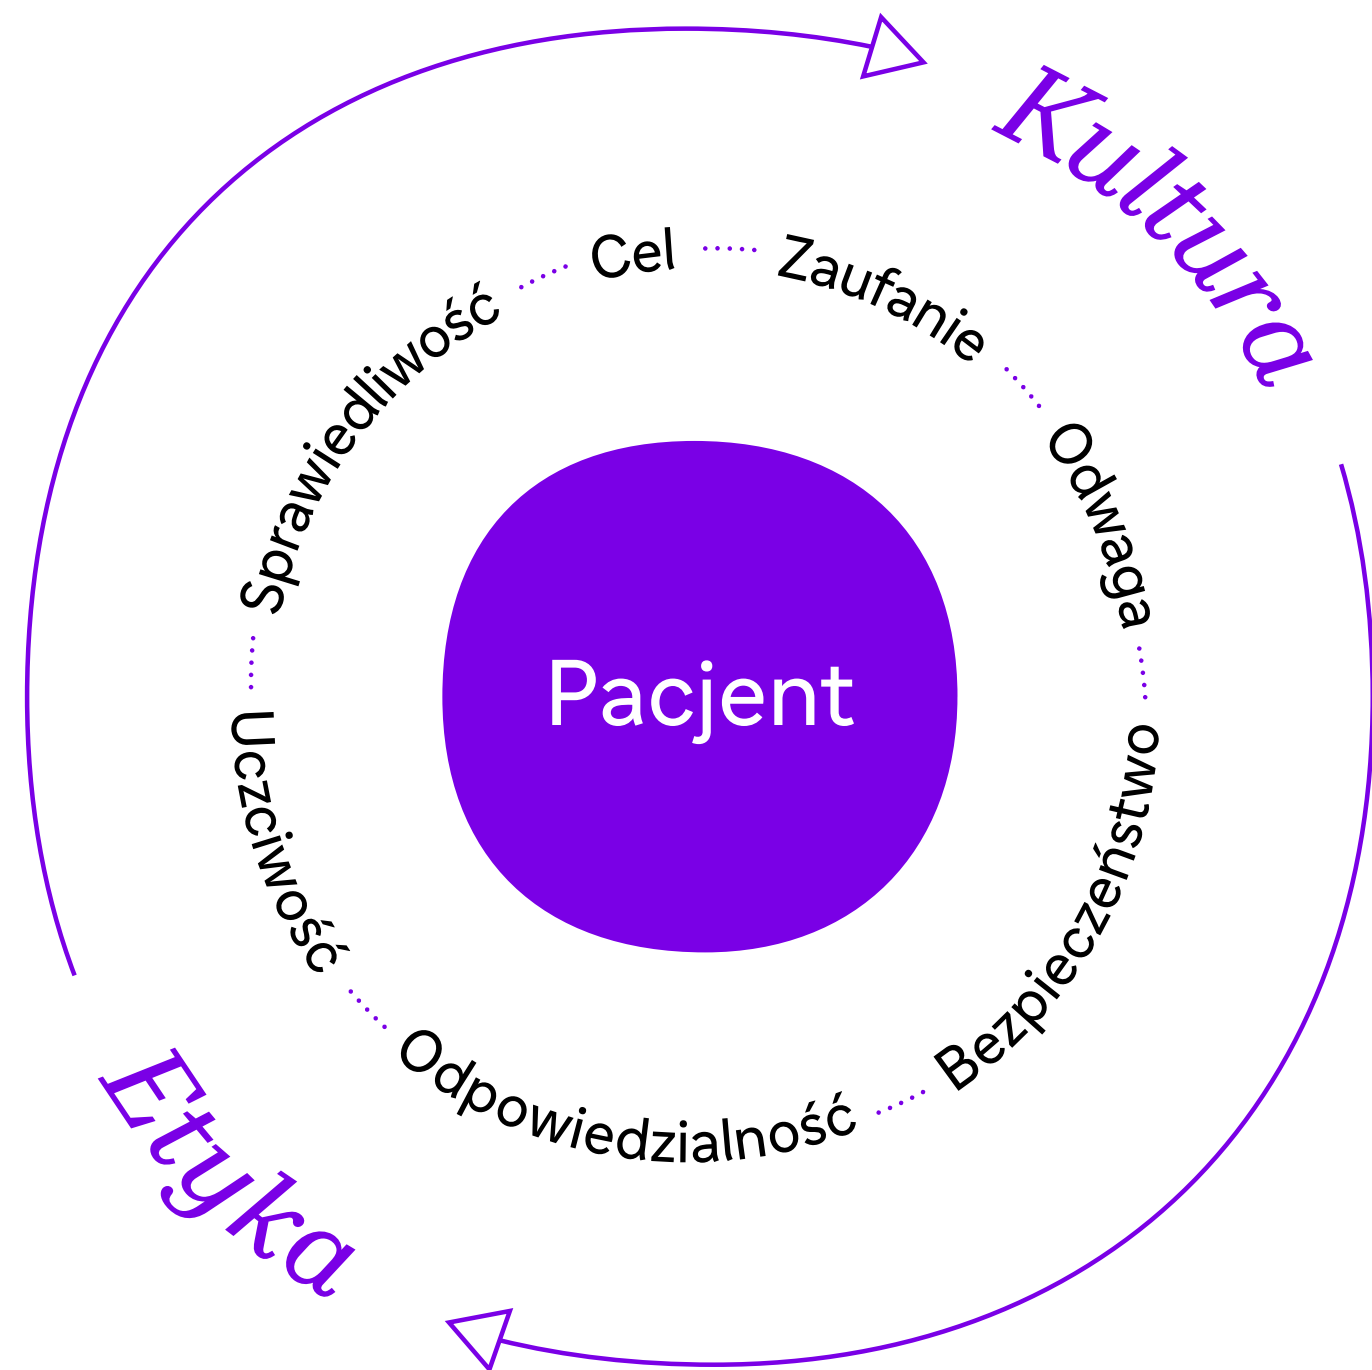 Kultura
Cel
Zaufanie
Odwaga
Bezpieczeństwo
Odpowiedzialność
Uczciwość
Sprawiedliwość
Pacjent
Etyka